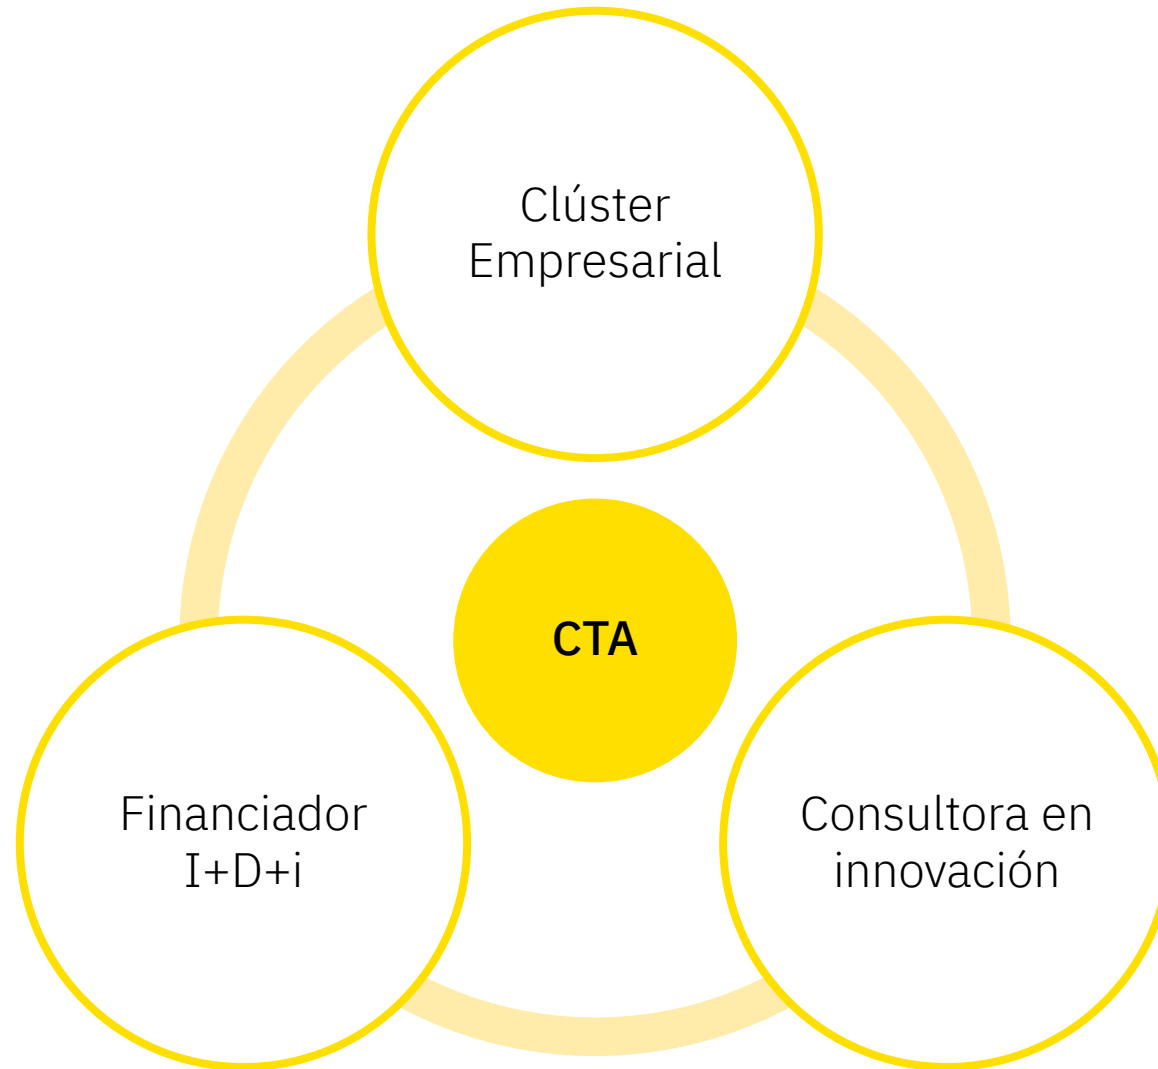 Clúster
Empresarial
CTA
Financiador
I+D+i
Consultora en
innovación